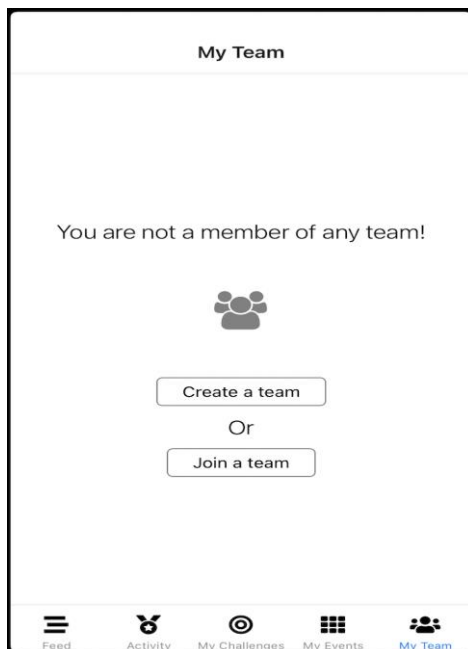 My Team
You are not a member of any team!
Create a team
Or
Join a team
Feed Activity My Challenges My Events My Team